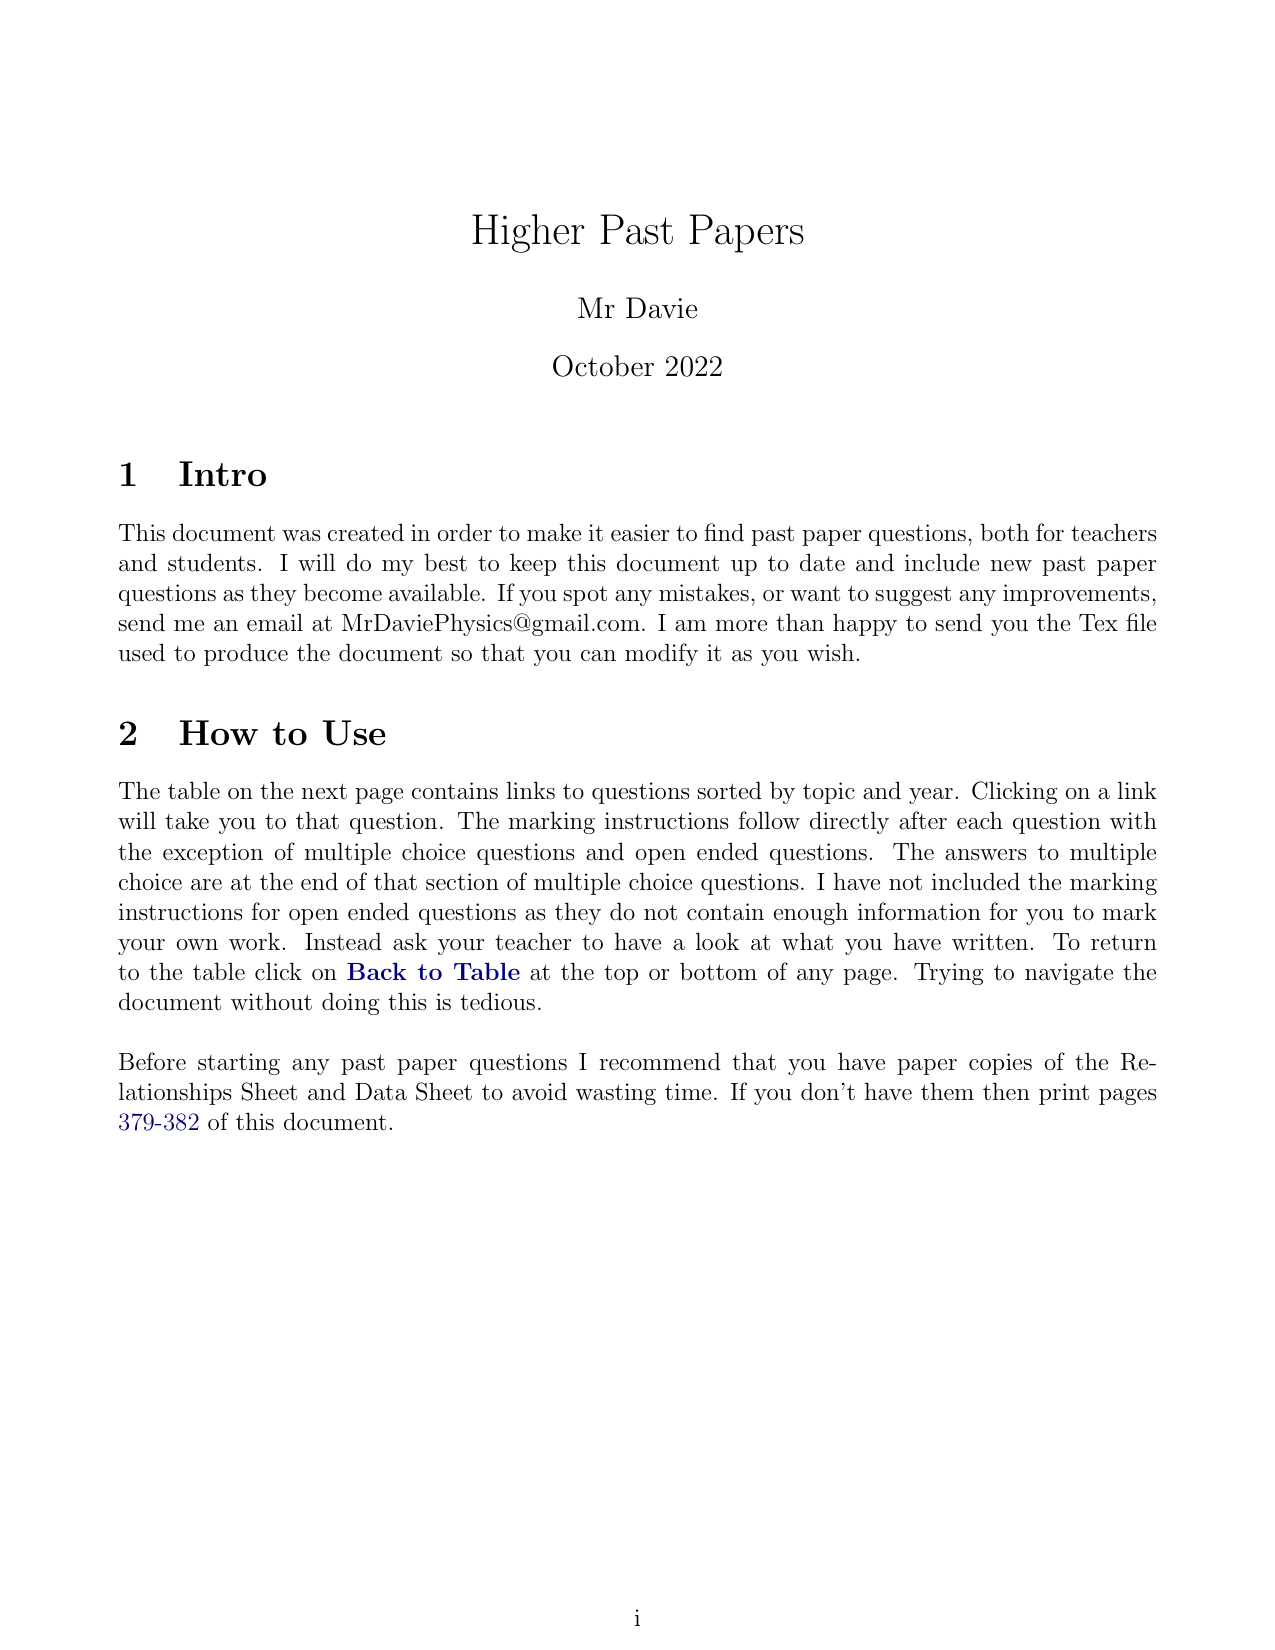 Higher Past Papers
Mr Davie
October 2022
1 Intro
This document was created in order to make it easier to find past paper questions, both for teachers
and students. I will do my best to keep this document up to date and include new past paper
questions as they become available. If you spot any mistakes, or want to suggest any improvements,
send me an email at MrDaviePhysics@gmail.com. I am more than happy to send you the Tex file
used to produce the document so that you can modify it as you wish.
2 How to Use
The table on the next page contains links to questions sorted by topic and year. Clicking on a link
will take you to that question. The marking instructions follow directly after each question with
the exception of multiple choice questions and open ended questions. The answers to multiple
choice are at the end of that section of multiple choice questions. I have not included the marking
instructions for open ended questions as they do not contain enough information for you to mark
your own work. Instead ask your teacher to have a look at what you have written. To return
to the table click on Back to Table at the top or bottom of any page. Trying to navigate the
document without doing this is tedious.
Before starting any past paper questions I recommend that you have paper copies of the Re-
lationships Sheet and Data Sheet to avoid wasting time. If you don't have them then print pages
379-382 of this document.
i